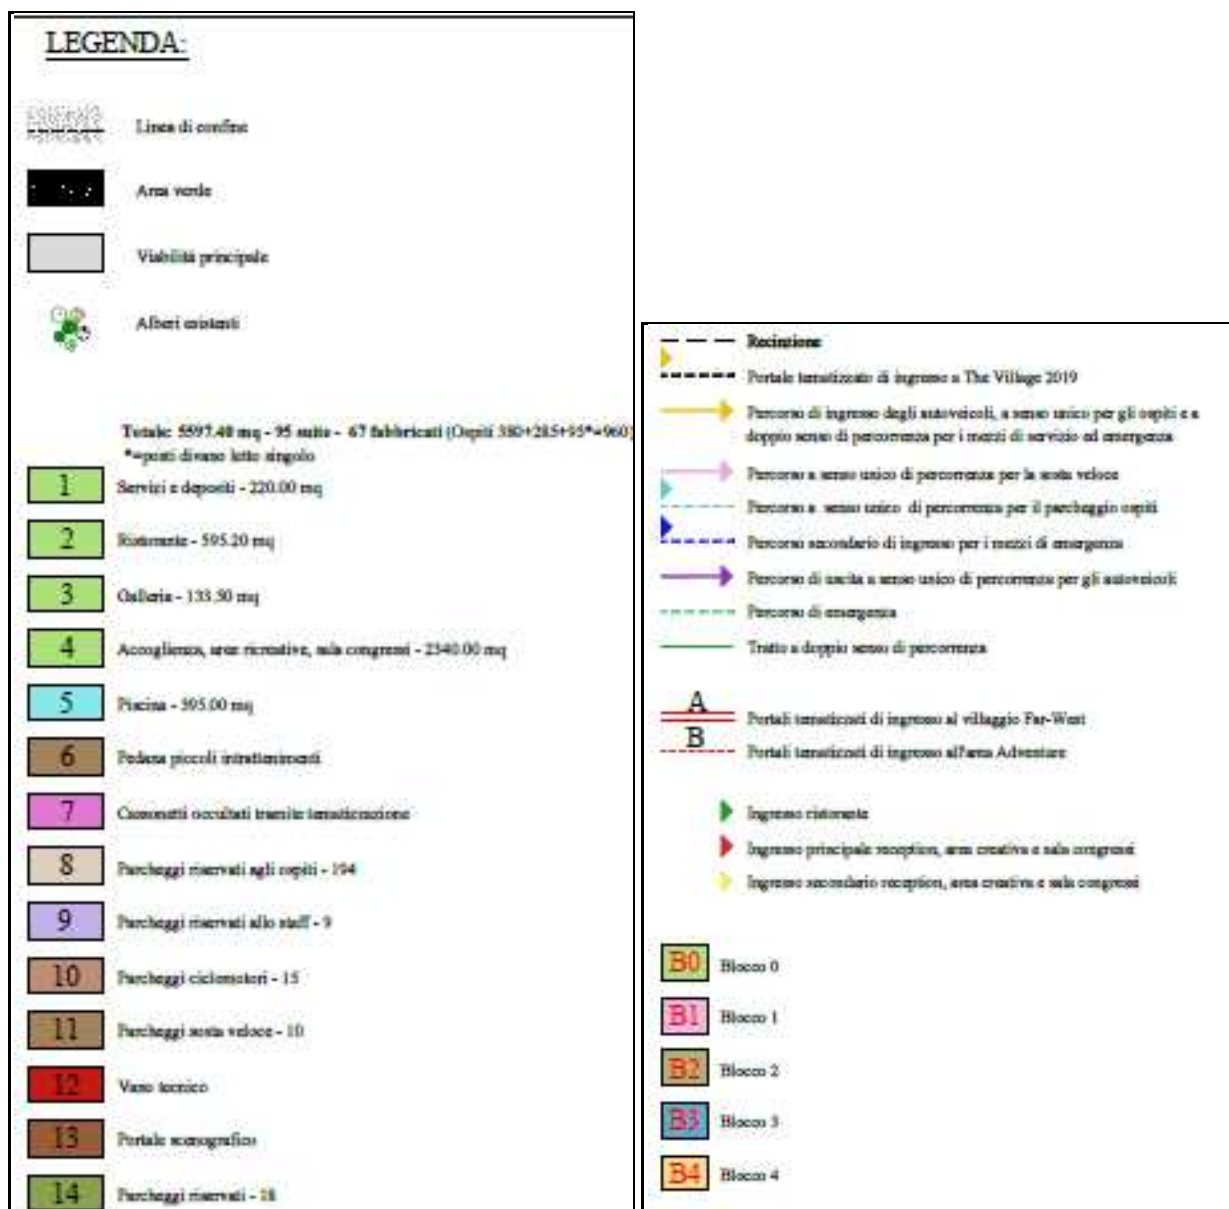 LEGENDA:
Linea di confine
Area verde
Viabilità principale
Alberi esistenti
Totale: 5597.40 mq - 95 suite - 67 fabbricati (Ospiti 380+285+95*=960)
*=posti divano letto singolo
1 Servizi e depositi - 220.00 mq
2 Ristorante - 595.20 mq
3 Galleria - 133.50 mq
4 Accoglienza, aree ricreative, sala congressi - 2340.00 mq
5 Piscina - 395.00 mq
6 Pedana piccoli intrattenimenti
7 Cassonetti occultati tramite tematizzazione
8 Parcheggi riservati agli ospiti - 194
9 Parcheggi riservati allo staff - 9
10 Parcheggi ciclomotori - 15
11 Parcheggi sosta veloce - 10
12 Vano tecnico
13 Portale scenografico
14 Parcheggi riservati - 18
Recinzione
Portale tematizzato di ingresso a The Village 2019
Percorso di ingresso degli autoveicoli, a senso unico per gli ospiti e a
doppio senso di percorrenza per i mezzi di servizio ed emergenza
Percorso a senso unico di percorrenza per la sosta veloce
Percorso a senso unico di percorrenza per il parcheggio ospiti
Percorso secondario di ingresso per i mezzi di emergenza
Percorso di uscita a senso unico di percorrenza per gli autoveicoli
Percorso di emergenza
Tratto a doppio senso di percorrenza
A Portali tematizzati di ingresso al villaggio Far-West
B Portali tematizzati di ingresso all'area Adventure
Ingresso ristorante
Ingresso principale reception, area creativa e sala congressi
Ingresso secondario reception, area creativa e sala congressi
B0 Blocco 0
B1 Blocco 1
B2 Blocco 2
B3 Blocco 3
B4 Blocco 4